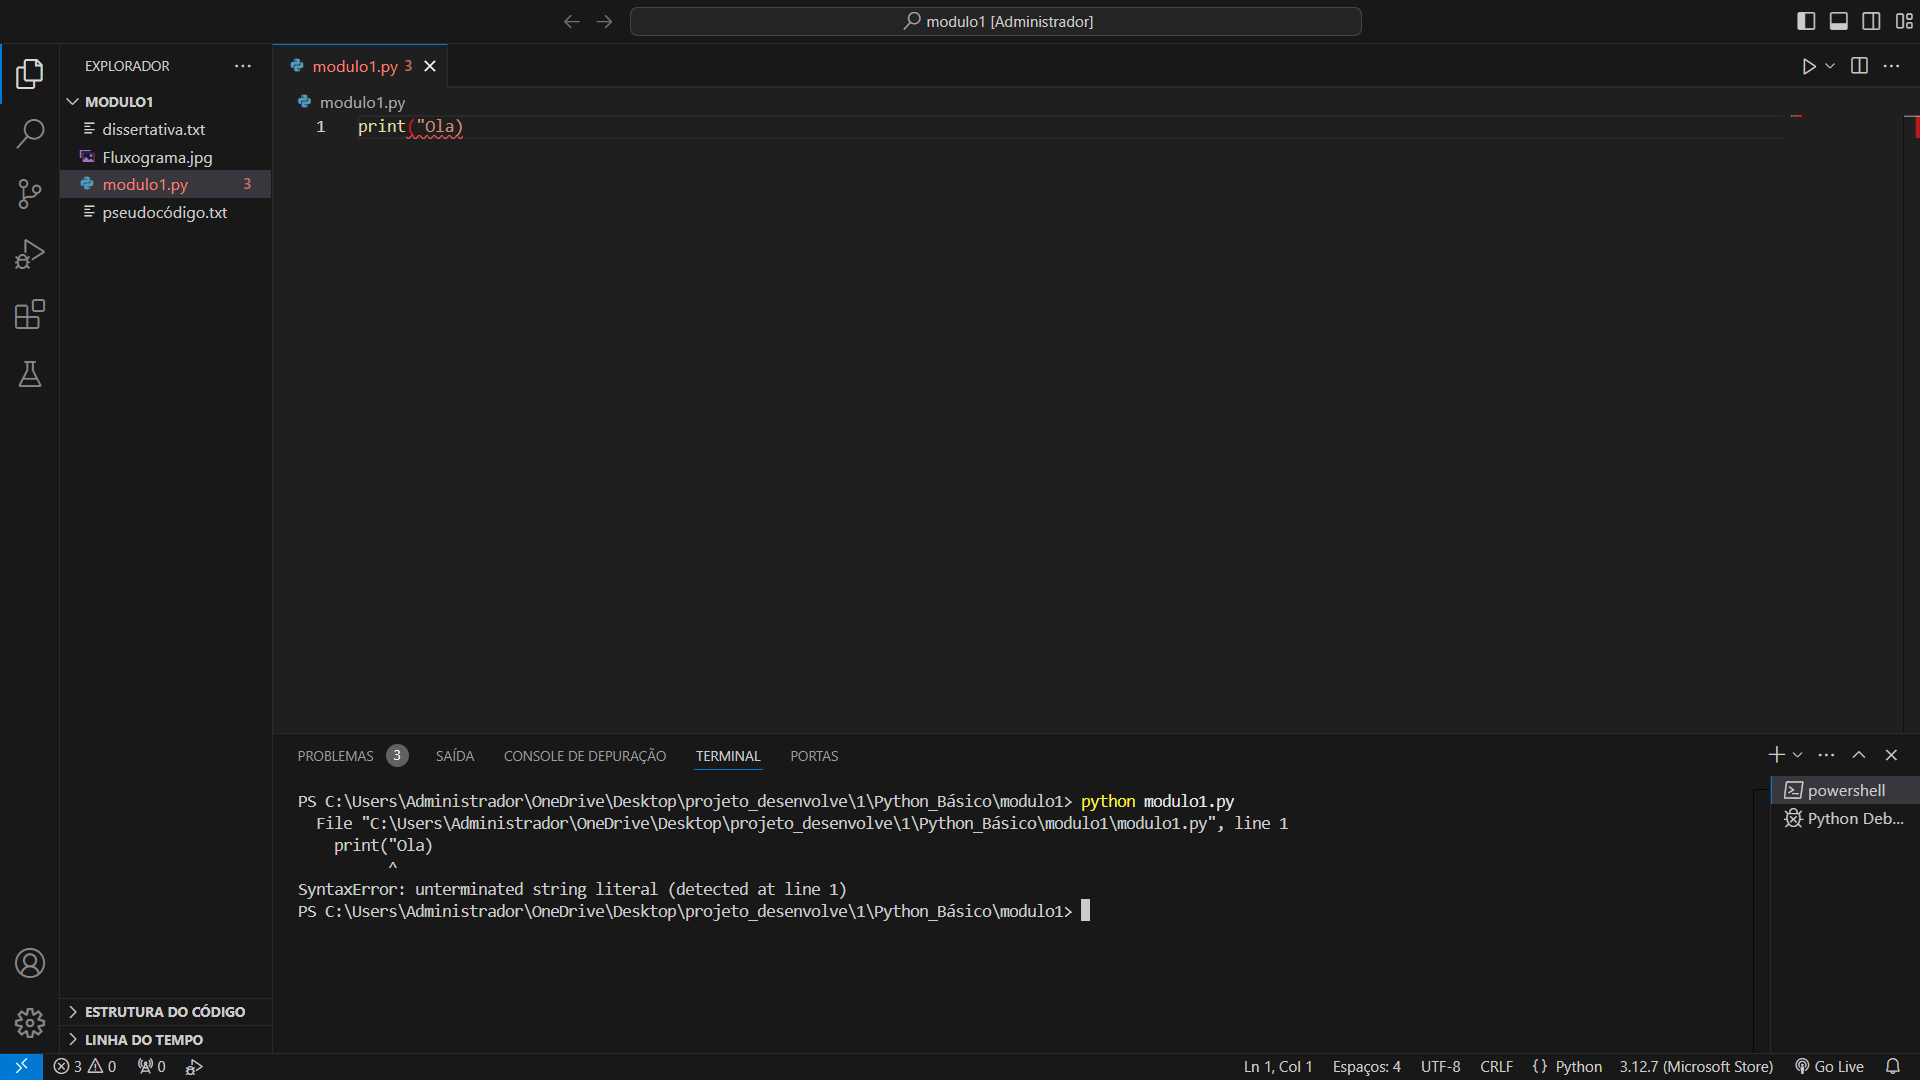 modulo1 [Administrador]
EXPLORADOR
MODULO1
dissertativa.txt
Fluxograma.jpg
modulo1.py 3
pseudocódigo.txt
ESTRUTURA DO CÓDIGO
LINHA DO TEMPO
modulo1.py 3
modulo1.py
1 print("Ola)
PROBLEMAS 3 SAÍDA CONSOLE DE DEPURAÇÃO TERMINAL PORTAS
PS C:\Users\Administrador\OneDrive\Desktop\projeto_desenvolve\1\Python_Básico\modulo1> python modulo1.py
File "C:\Users\Administrador\OneDrive\Desktop\projeto_desenvolve\1\Python_Básico\modulo1\modulo1.py", line 1
print("Ola)
^
SyntaxError: unterminated string literal (detected at line 1)
PS C:\Users\Administrador\OneDrive\Desktop\projeto_desenvolve\1\Python_Básico\modulo1>
powershell
Python Deb...
3 0 0 Ln 1, Col 1 Espaços: 4 UTF-8 CRLF {} Python 3.12.7 (Microsoft Store) Go Live